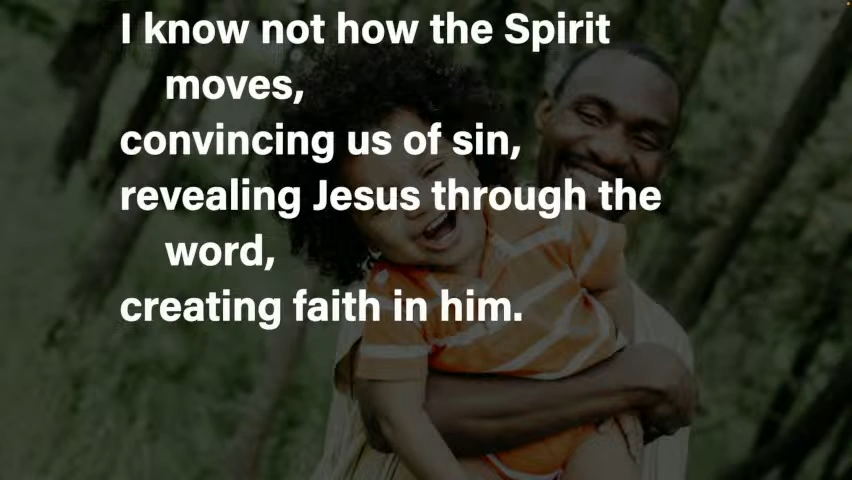 I know not how the Spirit
moves,
convincing us of sin,
revealing Jesus through the
word,
creating faith in him.